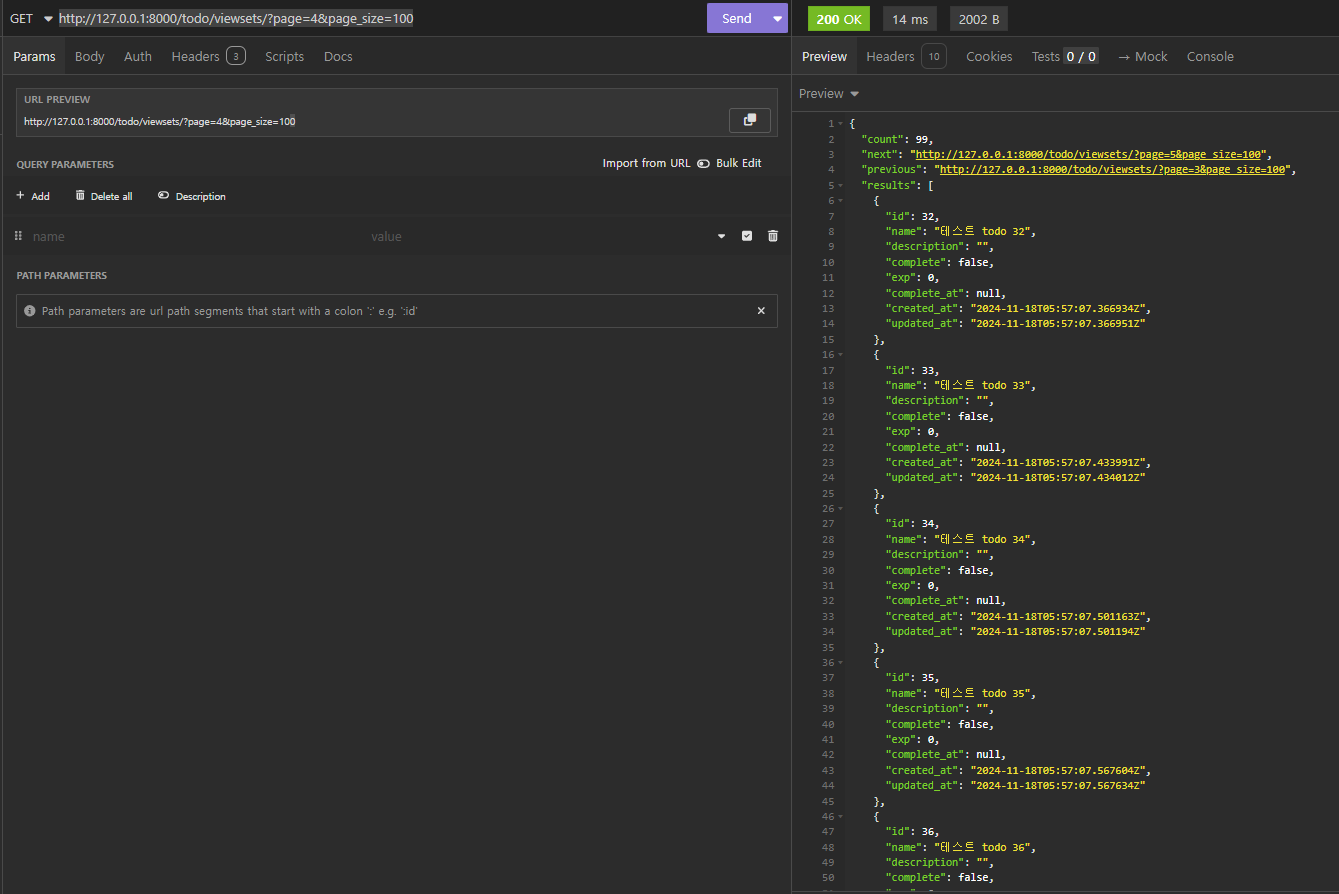 GET http://127.0.0.1:8000/todo/viewsets/?page=4&page_size=100 Send
Params Body Auth Headers 3 Scripts Docs
URL PREVIEW
http://127.0.0.1:8000/todo/viewsets/?page=4&page_size=100
QUERY PARAMETERS Import from URL Bulk Edit
+ Add Delete all Description
name value
PATH PARAMETERS
Path parameters are url path segments that start with a colon ':' e.g. ':id'
200 OK 14 ms 2002 B
Preview Headers 10 Cookies Tests 0 / 0 → Mock Console
Preview
1 {
2 "count": 99,
3 "next": "http://127.0.0.1:8000/todo/viewsets/?page=5&page_size=100",
4 "previous": "http://127.0.0.1:8000/todo/viewsets/?page=3&page_size=100",
5 "results": [
6 {
7 "id": 32,
8 "name": "테스트 todo 32",
9 "description": "",
10 "complete": false,
11 "exp": 0,
12 "complete_at": null,
13 "created_at": "2024-11-18T05:57:07.366934Z",
14 "updated_at": "2024-11-18T05:57:07.366951Z"
15 },
16 {
17 "id": 33,
18 "name": "테스트 todo 33",
19 "description": "",
20 "complete": false,
21 "exp": 0,
22 "complete_at": null,
23 "created_at": "2024-11-18T05:57:07.433991Z",
24 "updated_at": "2024-11-18T05:57:07.434012Z"
25 },
26 {
27 "id": 34,
28 "name": "테스트 todo 34",
29 "description": "",
30 "complete": false,
31 "exp": 0,
32 "complete_at": null,
33 "created_at": "2024-11-18T05:57:07.501163Z",
34 "updated_at": "2024-11-18T05:57:07.501194Z"
35 },
36 {
37 "id": 35,
38 "name": "테스트 todo 35",
39 "description": "",
40 "complete": false,
41 "exp": 0,
42 "complete_at": null,
43 "created_at": "2024-11-18T05:57:07.567604Z",
44 "updated_at": "2024-11-18T05:57:07.567634Z"
45 },
46 {
47 "id": 36,
48 "name": "테스트 todo 36",
49 "description": "",
50 "complete": false,